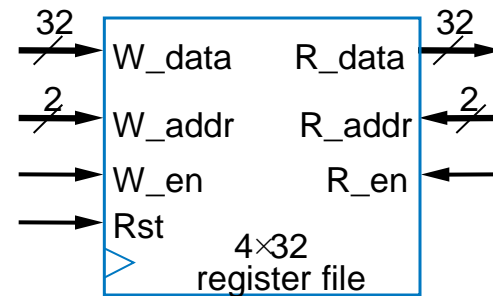 32 32
W_data R_data
2 2
W_addr R_addr
W_en R_en
Rst
4×32
register file